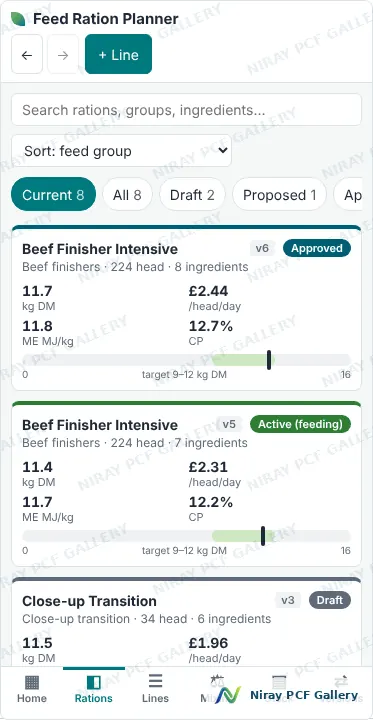 Feed Ration Planner
← → + Line
Search rations, groups, ingredients...
Sort: feed group
Current 8 All 8 Draft 2 Proposed 1 Ap
Beef Finisher Intensive v6 Approved
Beef finishers · 224 head · 8 ingredients
11.7 £2.44
kg DM /head/day
11.8 12.7%
ME MJ/kg CP
0 target 9–12 kg DM 16
Beef Finisher Intensive v5 Active (feeding)
Beef finishers · 224 head · 7 ingredients
11.4 £2.31
kg DM /head/day
11.7 12.2%
ME MJ/kg CP
0 target 9–12 kg DM 16
Close-up Transition v3 Draft
Close-up transition · 34 head · 6 ingredients
11.5 £1.96
kg DM /head/day
Home Rations Lines
Niray PCF Gallery
NIRAY PCF GALLERY